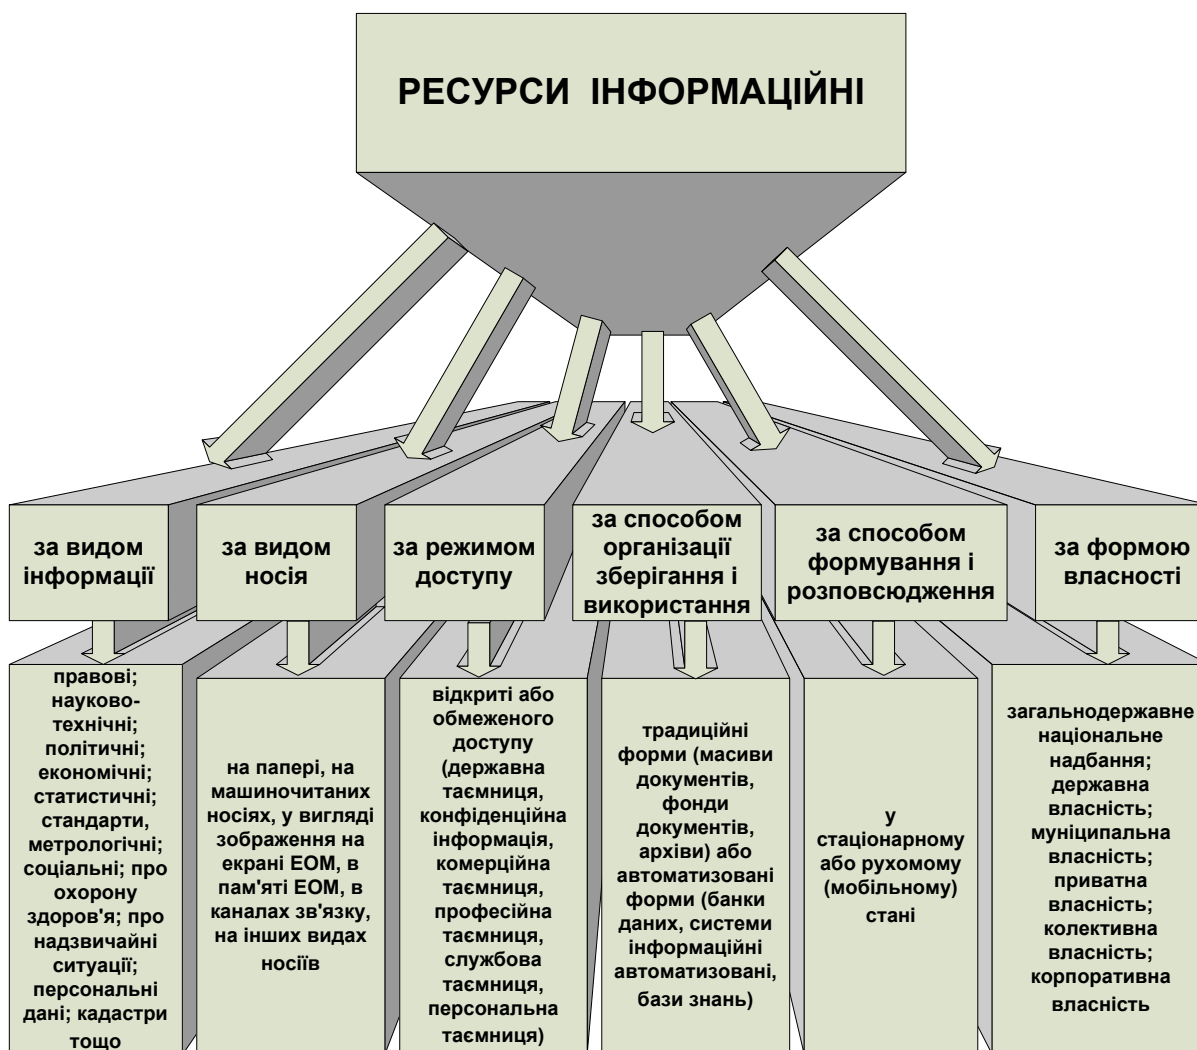 РЕСУРСИ ІНФОРМАЦІЙНІ
за видом
інформації
за видом
носія
за режимом
доступу
за способом
організації
зберігання і
використання
за способом
формування і
розповсюдження
за формою
власності
правові;
науково-
технічні;
політичні;
економічні;
статистичні;
стандарти,
метрологічні;
соціальні; про
охорону
здоров'я; про
надзвичайні
ситуації;
персональні
дані; кадастри
тощо
на папері, на
машиночитаних
носіях, у вигляді
зображення на
екрані ЕОМ, в
пам'яті ЕОМ, в
каналах зв'язку,
на інших видах
носіїв
відкриті або
обмеженого
доступу
(державна
таємниця,
конфіденційна
інформація,
комерційна
таємниця,
професійна
таємниця,
службова
таємниця,
персональна
таємниця)
традиційні
форми (масиви
документів,
фонди
документів,
архіви) або
автоматизовані
форми (банки
даних, системи
інформаційні
автоматизовані,
бази знань)
у
стаціонарному
або рухомому
(мобільному)
стані
загальнодержавне
національне
надбання;
державна
власність;
муніципальна
власність;
приватна
власність;
колективна
власність;
корпоративна
власність